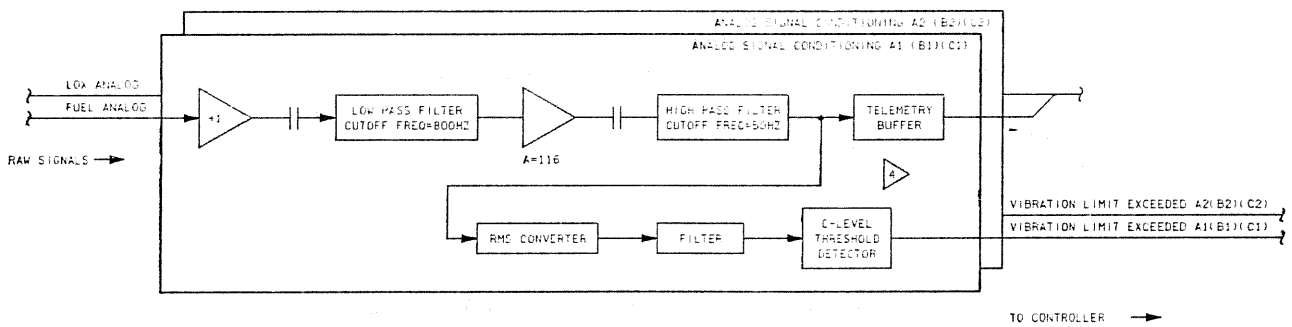 ANALOG SIGNAL CONDITIONING A2 (B2)(C2)
ANALOG SIGNAL CONDITIONING A1 (B1)(C1)
LOX ANALOG
FUEL ANALOG
+1
LOW PASS FILTER
CUTOFF FREQ=800HZ
A=116
HIGH PASS FILTER
CUTOFF FREQ=50HZ
TELEMETRY
BUFFER
RAW SIGNALS
4
RMS CONVERTER
FILTER
C-LEVEL
THRESHOLD
DETECTOR
VIBRATION LIMIT EXCEEDED A2(B2)(C2)
VIBRATION LIMIT EXCEEDED A1(B1)(C1)
TO CONTROLLER